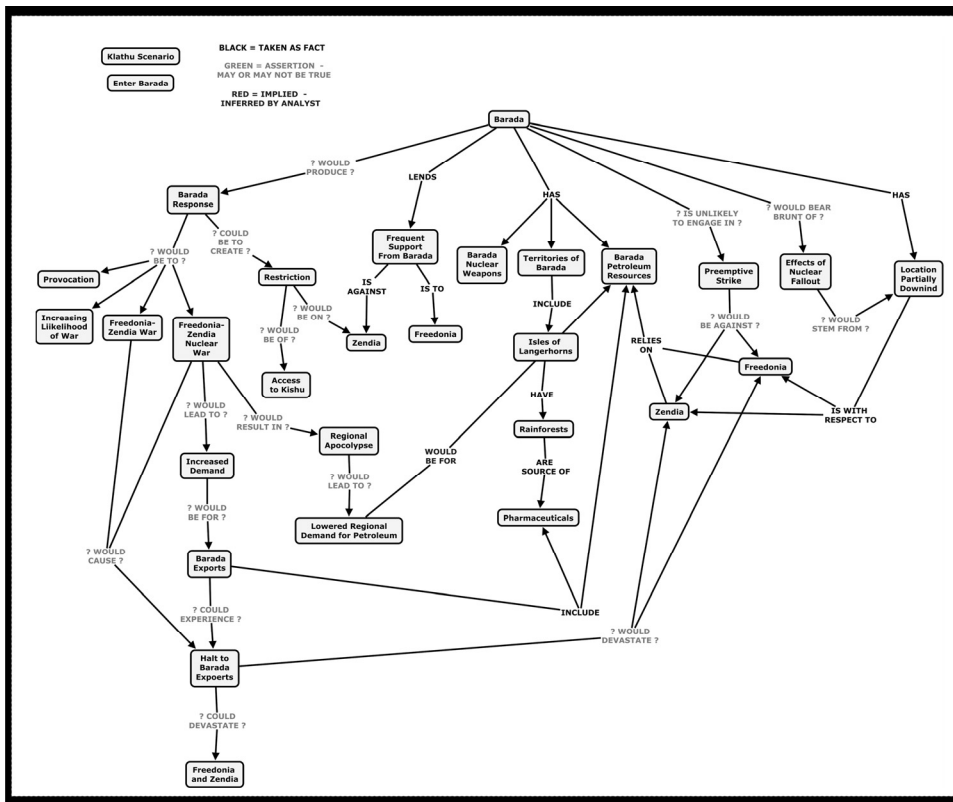 Klathu Scenario
Enter Barada
BLACK = TAKEN AS FACT
GREEN = ASSERTION -
MAY OR MAY NOT BE TRUE
RED = IMPLIED -
INFERRED BY ANALYST
Barada
? WOULD
PRODUCE ?
LENDS
HAS
? IS UNLIKELY
TO ENGAGE IN ?
? WOULD BEAR
BRUNT OF ?
HAS
Barada
Response
? COULD
BE TO
CREATE ?
? WOULD
BE TO ?
Frequent
Support
From Barada
Barada
Nuclear
Weapons
Territories of
Barada
Barada
Petroleum
Resources
Preemptive
Strike
Effects of
Nuclear
Fallout
Location
Partially
Downind
Provocation
Restriction
IS
AGAINST
IS TO
INCLUDE
Increasing
Liikelihood
of War
Freedonia-
Zendia War
Freedonia-
Zendia
Nuclear
War
? WOULD
BE OF ?
? WOULD
BE ON ?
Zendia
Freedonia
Isles of
Langerhorns
RELIES
ON
? WOULD
BE AGAINST ?
? WOULD
STEM FROM ?
Access
to Kishu
HAVE
Freedonia
Zendia
IS WITH
RESPECT TO
? WOULD
LEAD TO ?
? WOULD
RESULT IN ?
Regional
Apocolypse
Rainforests
WOULD
BE FOR
ARE
SOURCE OF
Increased
Demand
? WOULD
LEAD TO ?
? WOULD
BE FOR ?
Lowered Regional
Demand for Petroleum
Pharmaceuticals
? WOULD
CAUSE ?
Barada
Exports
? COULD
EXPERIENCE ?
INCLUDE
? WOULD
DEVASTATE ?
Halt to
Barada
Expoerts
? COULD
DEVASTATE ?
Freedonia
and Zendia